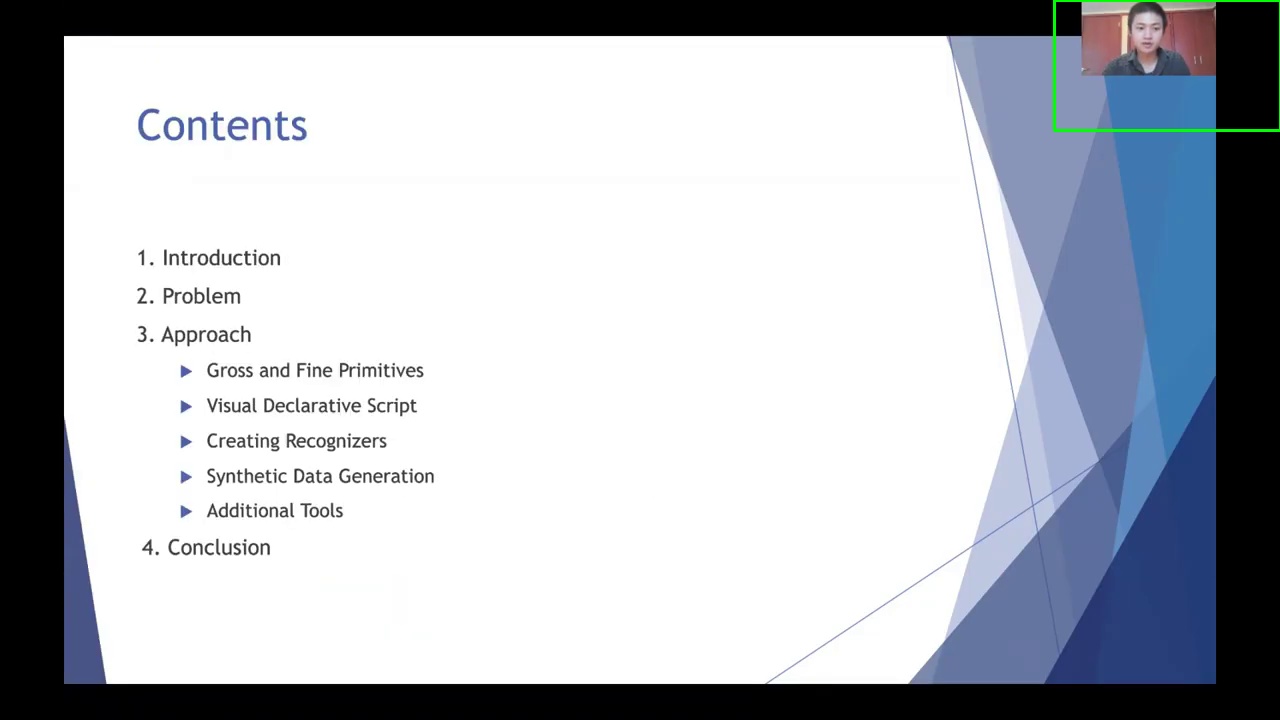 Contents
1. Introduction
2. Problem
3. Approach
Gross and Fine Primitives
Visual Declarative Script
Creating Recognizers
Synthetic Data Generation
Additional Tools
4. Conclusion